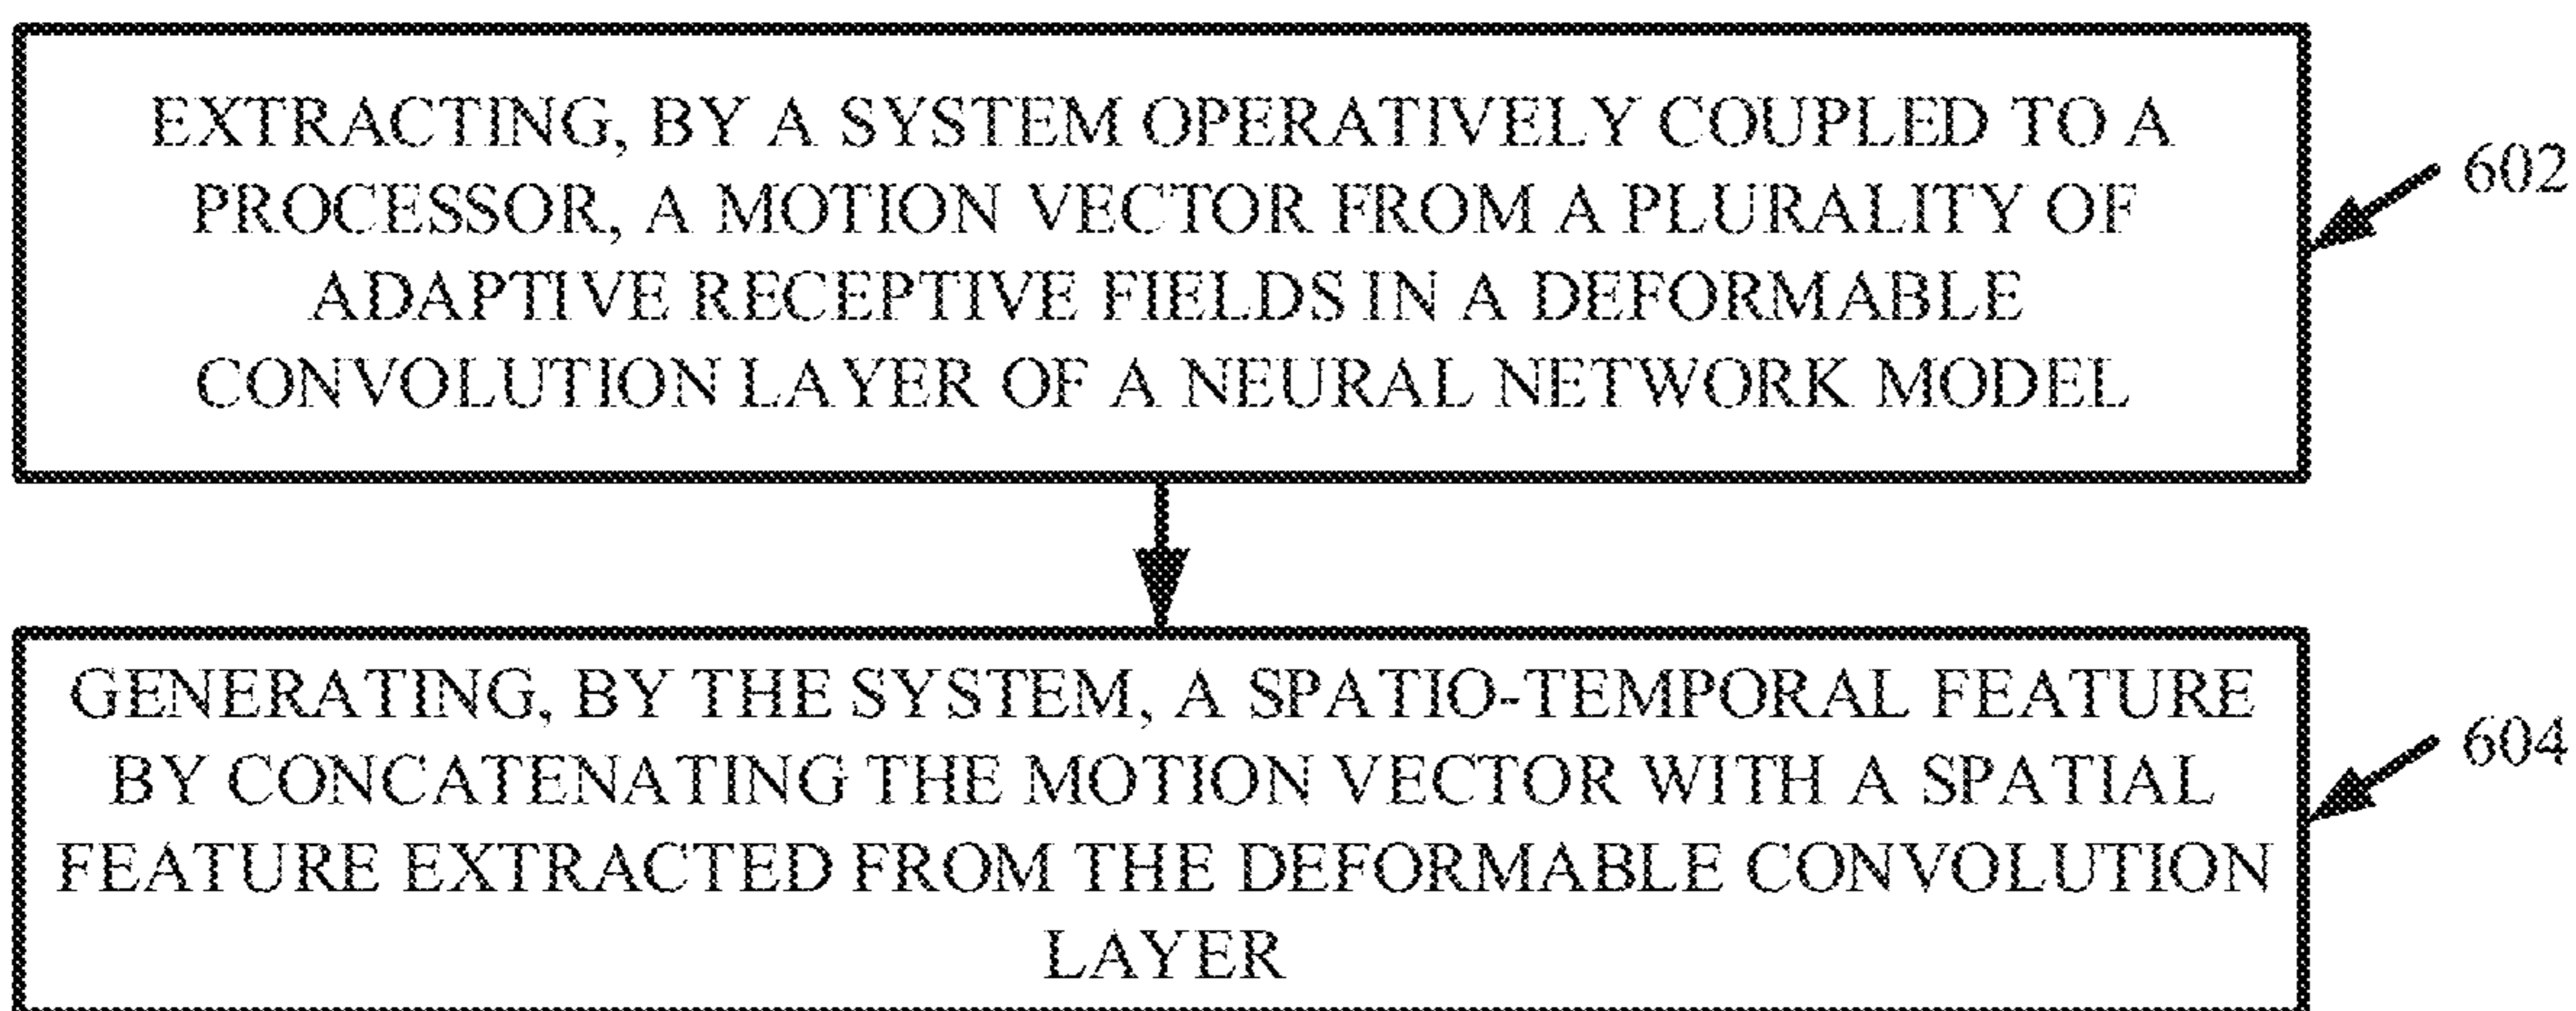 EXTRACTING, BY A SYSTEM OPERATIVELY COUPLED TO A
PROCESSOR, A MOTION VECTOR FROM A PLURALITY OF
ADAPTIVE RECEPTIVE FIELDS IN A DEFORMABLE
CONVOLUTION LAYER OF A NEURAL NETWORK MODEL
602
GENERATING, BY THE SYSTEM, A SPATIO-TEMPORAL FEATURE
BY CONCATENATING THE MOTION VECTOR WITH A SPATIAL
FEATURE EXTRACTED FROM THE DEFORMABLE CONVOLUTION
LAYER
604